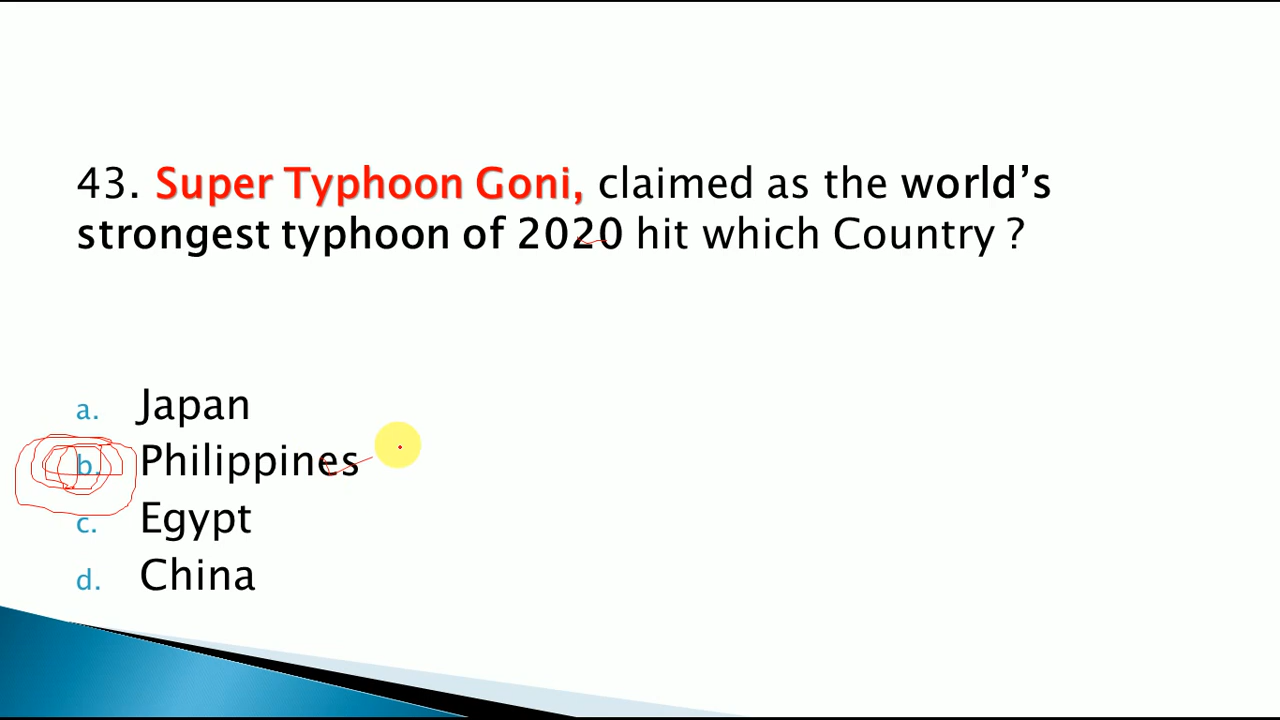 43. Super Typhoon Goni, claimed as the world’s
strongest typhoon of 2020 hit which Country ?
a. Japan
b. Philippines
c. Egypt
d. China